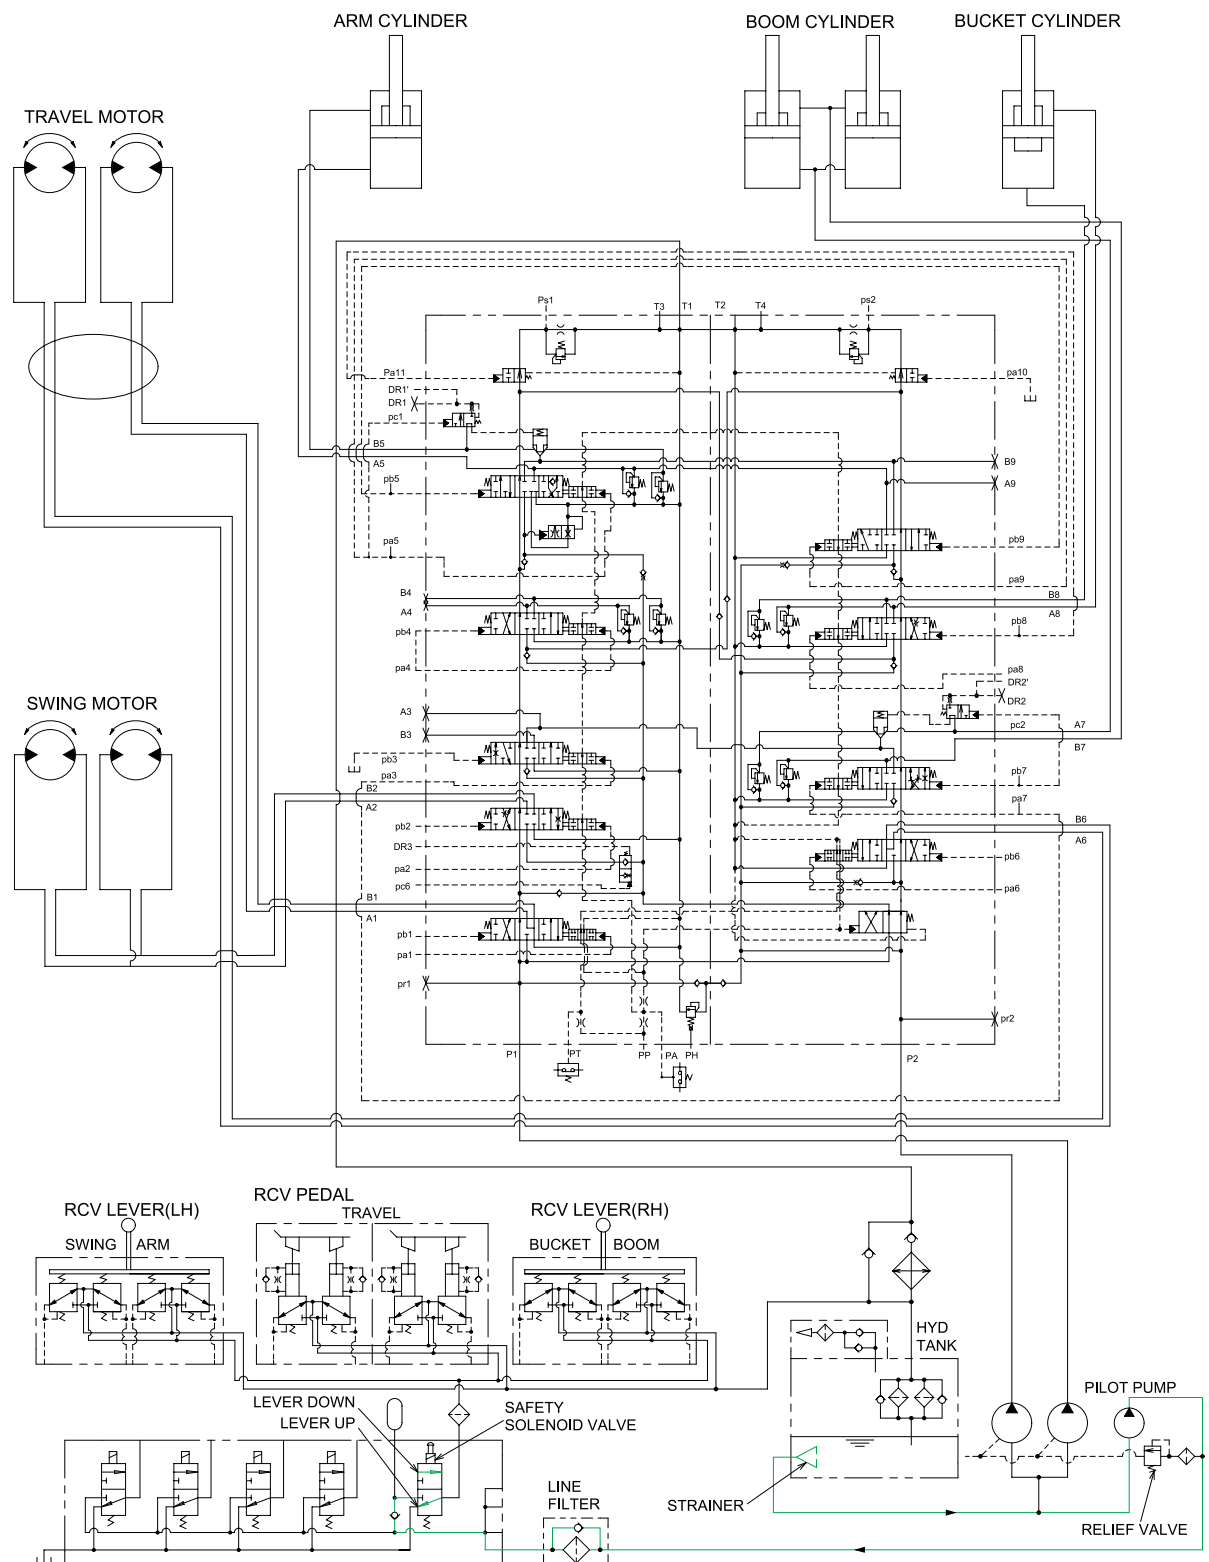 ARM CYLINDER
BOOM CYLINDER
BUCKET CYLINDER
TRAVEL MOTOR
Ps1
T3
T1
T2
T4
ps2
Pa11
pa10
DR1'
DR1
pc1
B5
A5
B9
pb5
A9
pa5
pb9
pa9
B4
B8
A4
A8
pb4
pb8
pa4
pa8
DR2'
DR2
SWING MOTOR
A3
pc2
A7
B3
B7
pb3
pa3
pb7
B2
pa7
A2
B6
pb2
A6
DR3
pb6
pa2
pc6
pa6
B1
A1
pb1
pa1
pr1
pr2
P1
PT
PP
PA
PH
P2
RCV LEVER(LH)
RCV PEDAL
TRAVEL
RCV LEVER(RH)
SWING
ARM
BUCKET
BOOM
HYD
TANK
PILOT PUMP
LEVER DOWN
LEVER UP
SAFETY
SOLENOID VALVE
LINE
FILTER
STRAINER
RELIEF VALVE